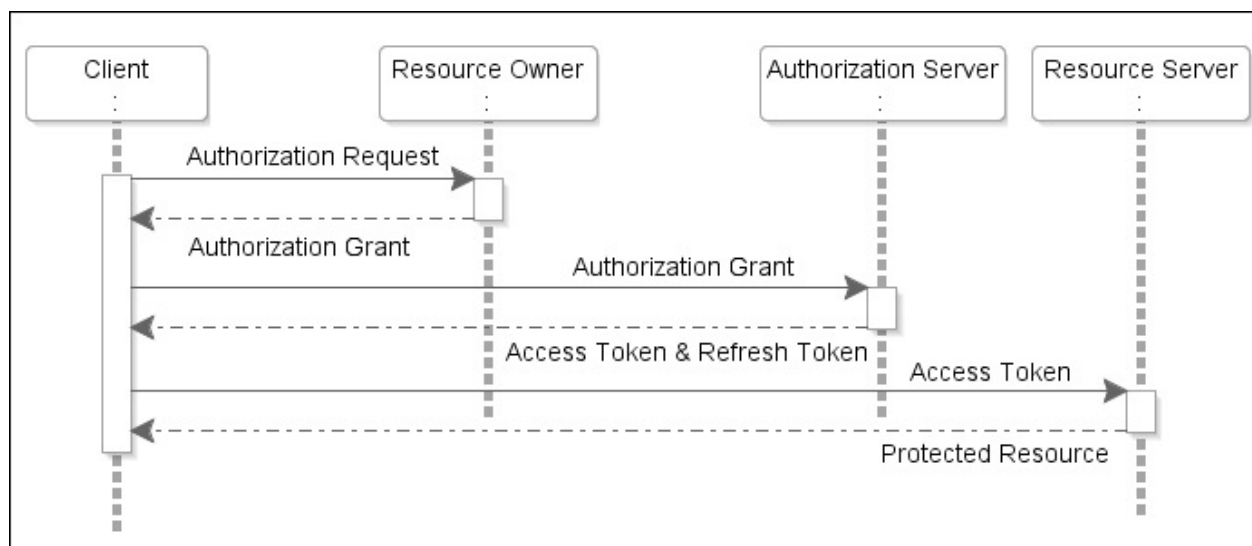 Client
:
Resource Owner
:
Authorization Server
:
Resource Server
:
Authorization Request
Authorization Grant
Authorization Grant
Access Token & Refresh Token
Access Token
Protected Resource